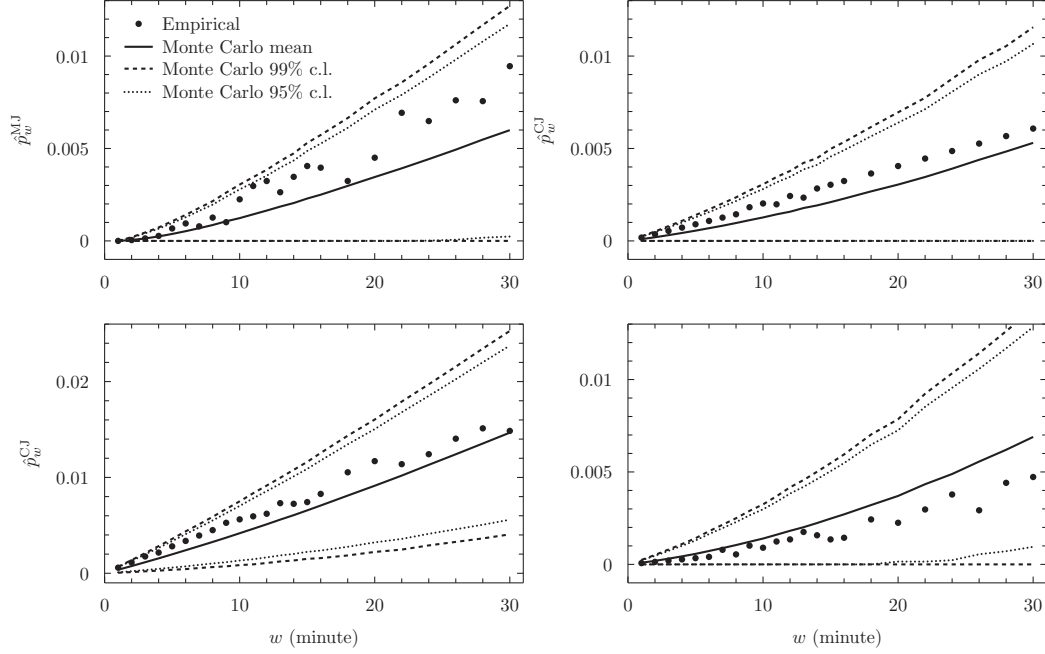 Empirical
Monte Carlo mean
Monte Carlo 99% c.l.
Monte Carlo 95% c.l.
0.01
0.005
0
p̂_w^MJ
0 10 20 30
0.01
0.005
0
p̂_w^CJ
0 10 20 30
0.02
0.01
0
p̂_w^CJ
0 10 20 30
w (minute)
0.01
0.005
0
0 10 20 30
w (minute)